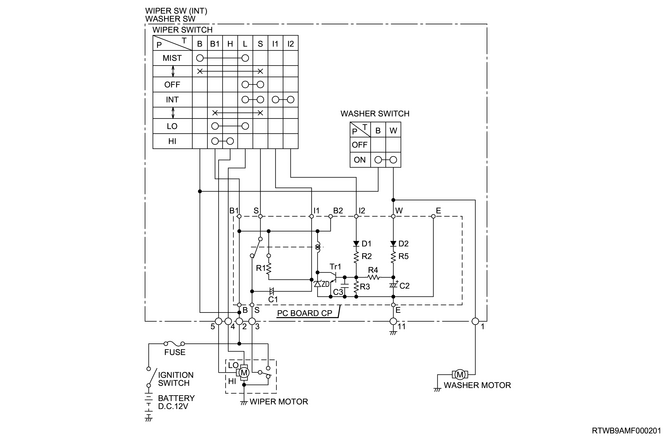 WIPER SW (INT)
WASHER SW
WIPER SWITCH
P T B B1 H L S I1 I2
MIST
OFF
INT
LO
HI
WASHER SWITCH
P T B W
OFF
ON
B1 S I1 B2 I2 W E
D1 D2
R2 R5
R1 Tr1 R4
ZD C3 R3 C2
C1
B S PC BOARD CP E
5 4 2 3 11 1
FUSE
LO
M
HI
M
IGNITION
SWITCH
WASHER MOTOR
BATTERY
D.C.12V
WIPER MOTOR
RTWB9AMF000201